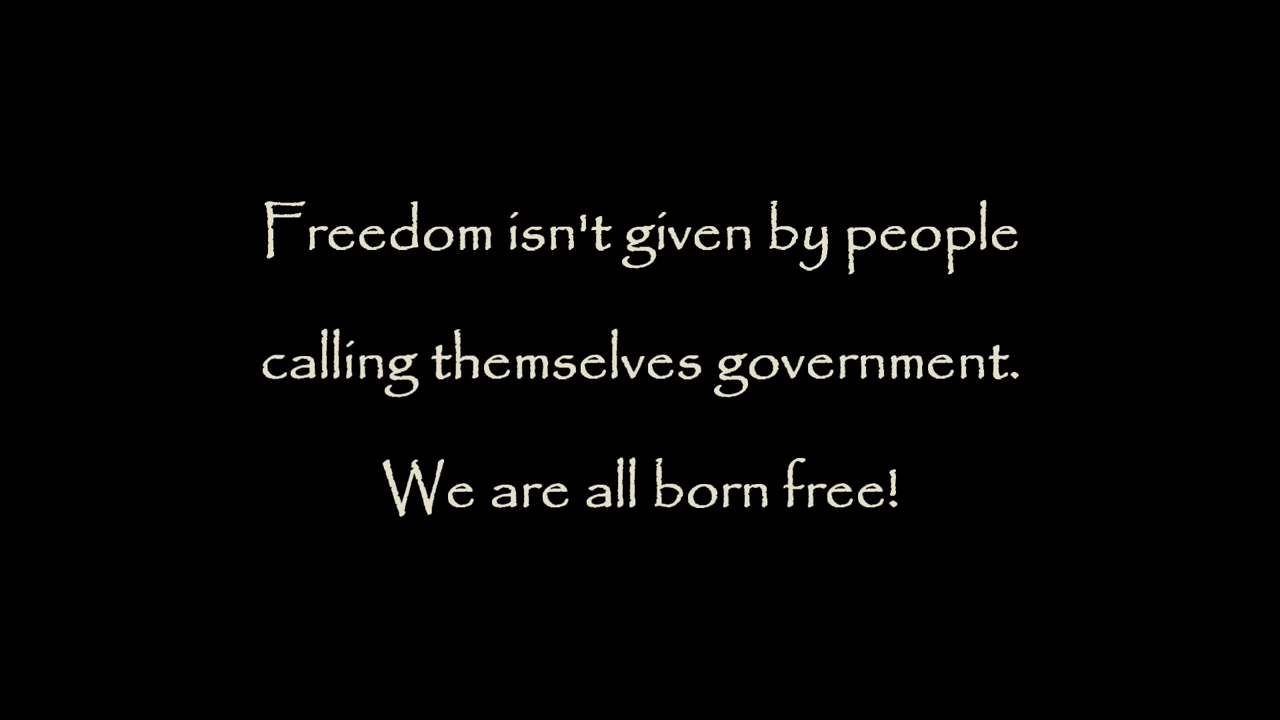 Freedom isn't given by people
calling themselves government.
We are all born free!